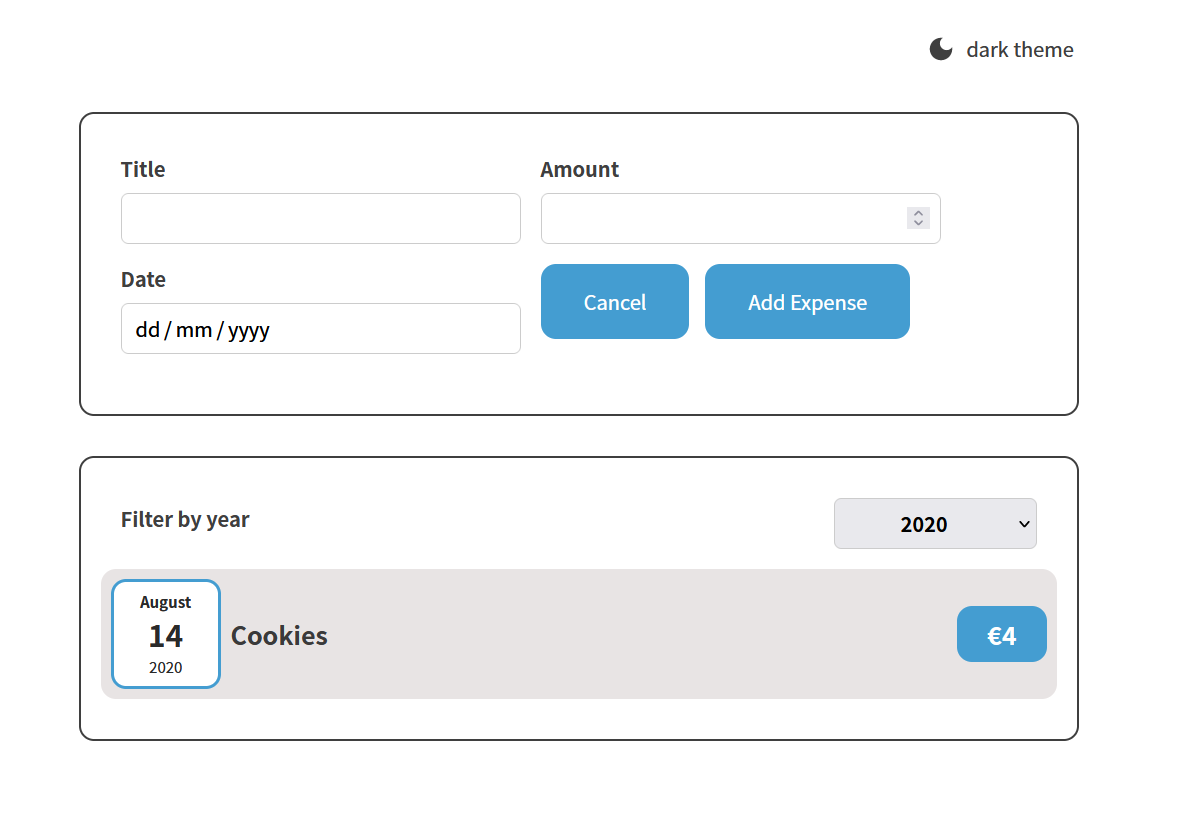 dark theme
Title
Amount
Date
dd/mm/yyyy
Cancel
Add Expense
Filter by year
2020
August
14
2020
Cookies
€4